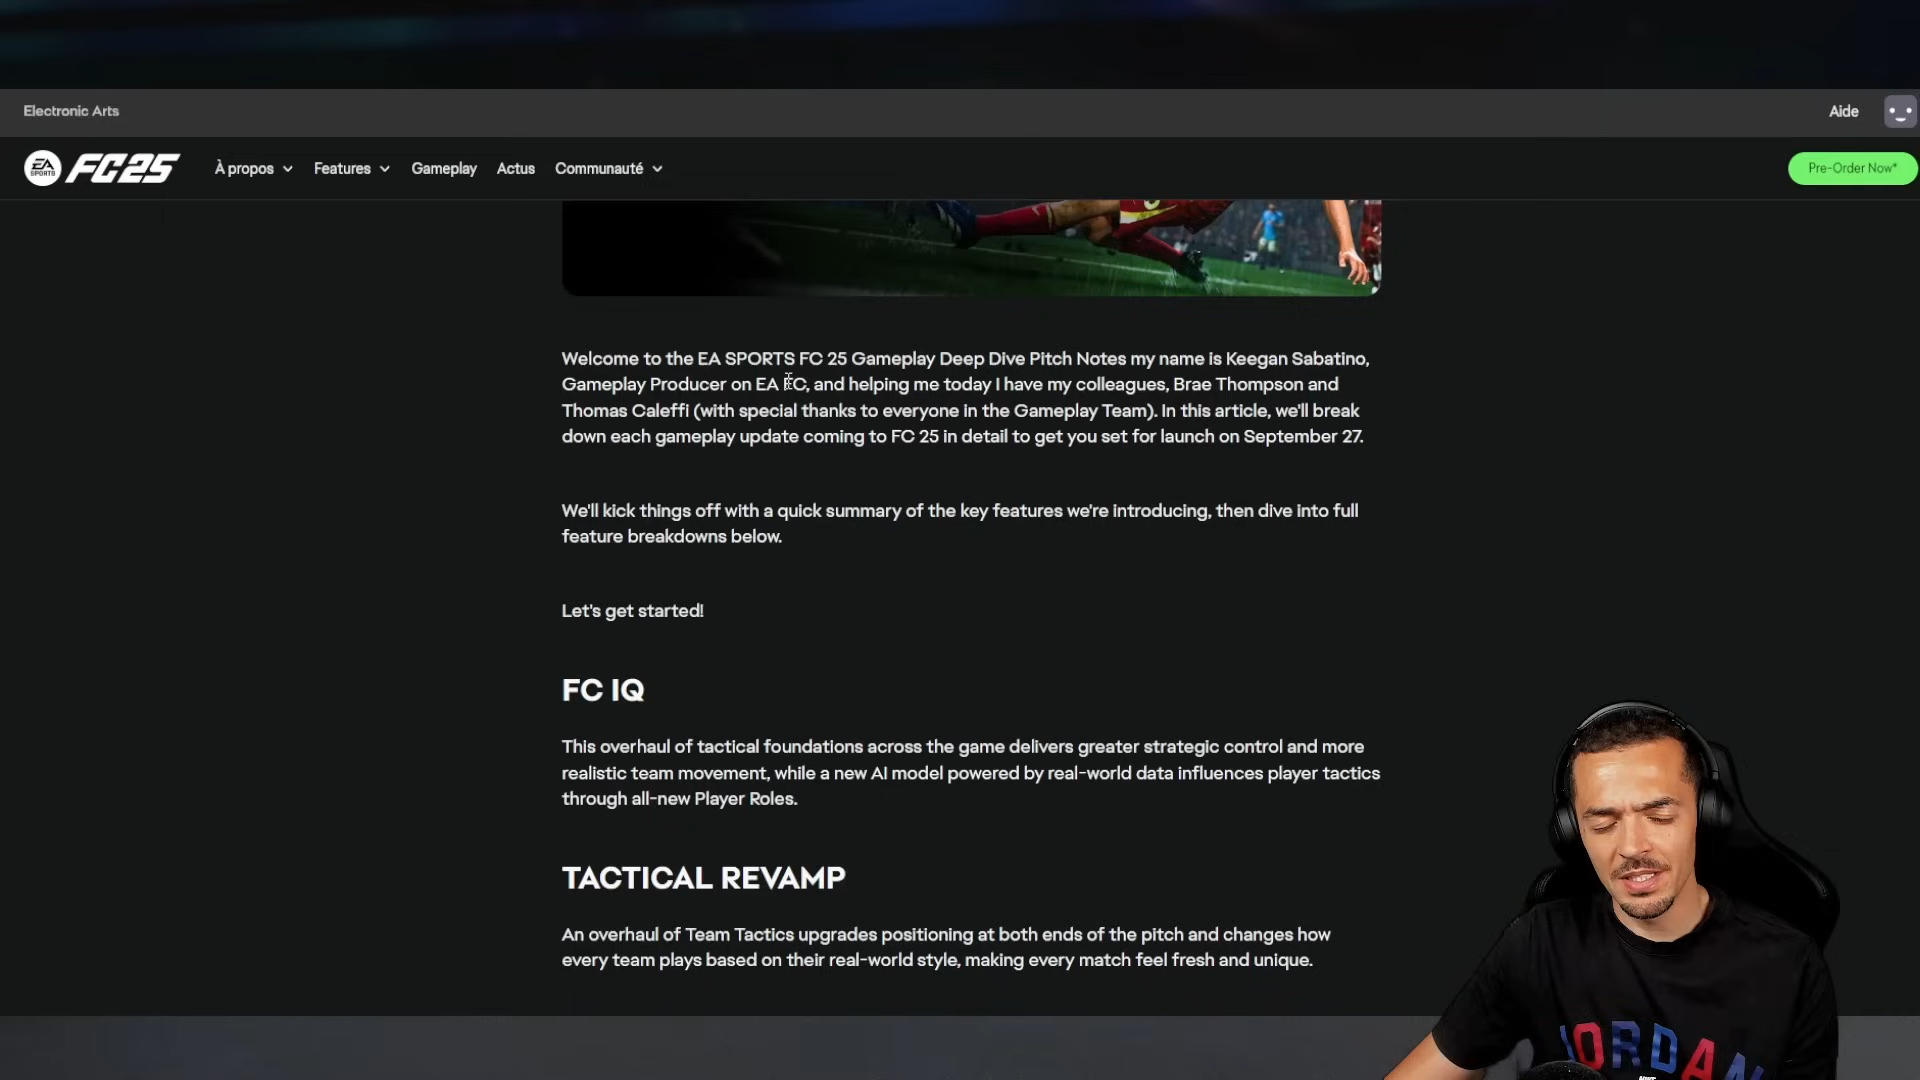 Electronic Arts
Aide
EA SPORTS FC25
À propos
Features
Gameplay
Actus
Communauté
Pre-Order Now*
Welcome to the EA SPORTS FC 25 Gameplay Deep Dive Pitch Notes my name is Keegan Sabatino,
Gameplay Producer on EA FC, and helping me today I have my colleagues, Brae Thompson and
Thomas Caleffi (with special thanks to everyone in the Gameplay Team). In this article, we'll break
down each gameplay update coming to FC 25 in detail to get you set for launch on September 27.
We'll kick things off with a quick summary of the key features we're introducing, then dive into full
feature breakdowns below.
Let's get started!
FC IQ
This overhaul of tactical foundations across the game delivers greater strategic control and more
realistic team movement, while a new AI model powered by real-world data influences player tactics
through all-new Player Roles.
TACTICAL REVAMP
An overhaul of Team Tactics upgrades positioning at both ends of the pitch and changes how
every team plays based on their real-world style, making every match feel fresh and unique.
JORDAN